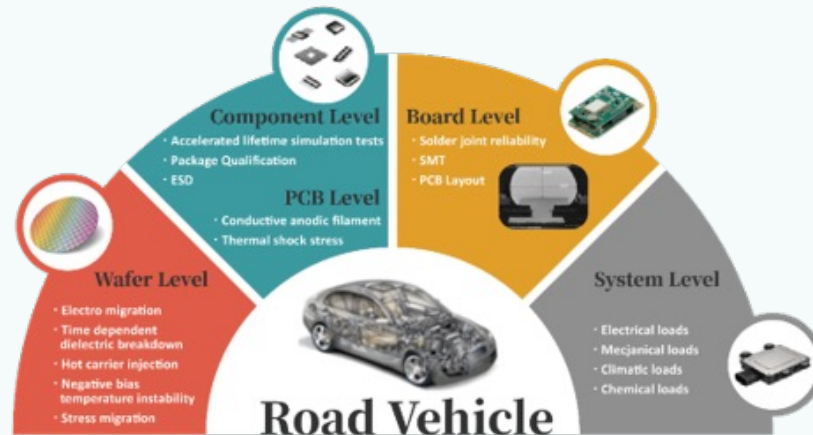 Component Level
· Accelerated lifetime simulation tests
· Package Qualification
· ESD
PCB Level
· Conductive anodic filament
· Thermal shock stress
Board Level
· Solder joint reliability
· SMT
· PCB Layout
Wafer Level
· Electro migration
· Time dependent
dielectric breakdown
· Hot carrier injection
· Negative bias
temperature instability
· Stress migration
System Level
· Electrical loads
· Mecjanical loads
· Climatic loads
· Chemical loads
Road Vehicle